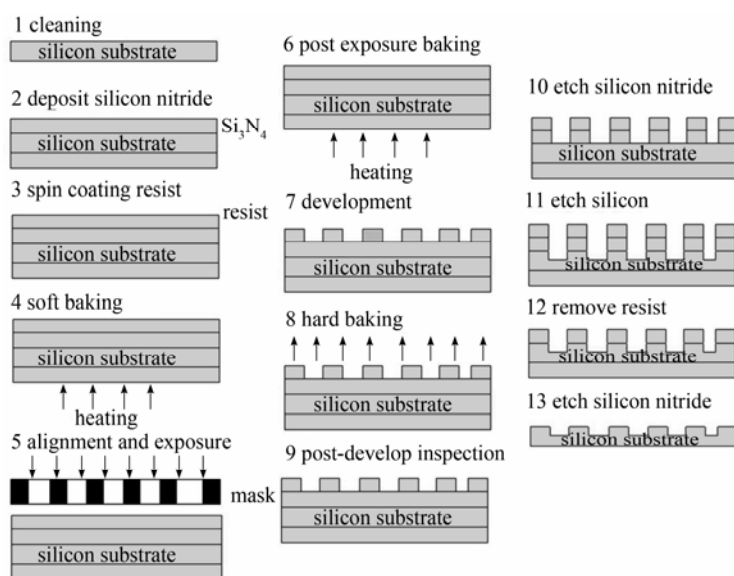 1 cleaning
silicon substrate
2 deposit silicon nitride
Si₃N₄
silicon substrate
3 spin coating resist
resist
silicon substrate
4 soft baking
silicon substrate
heating
5 alignment and exposure
mask
silicon substrate
6 post exposure baking
silicon substrate
heating
7 development
silicon substrate
8 hard baking
silicon substrate
9 post-develop inspection
silicon substrate
10 etch silicon nitride
silicon substrate
11 etch silicon
silicon substrate
12 remove resist
silicon substrate
13 etch silicon nitride
silicon substrate